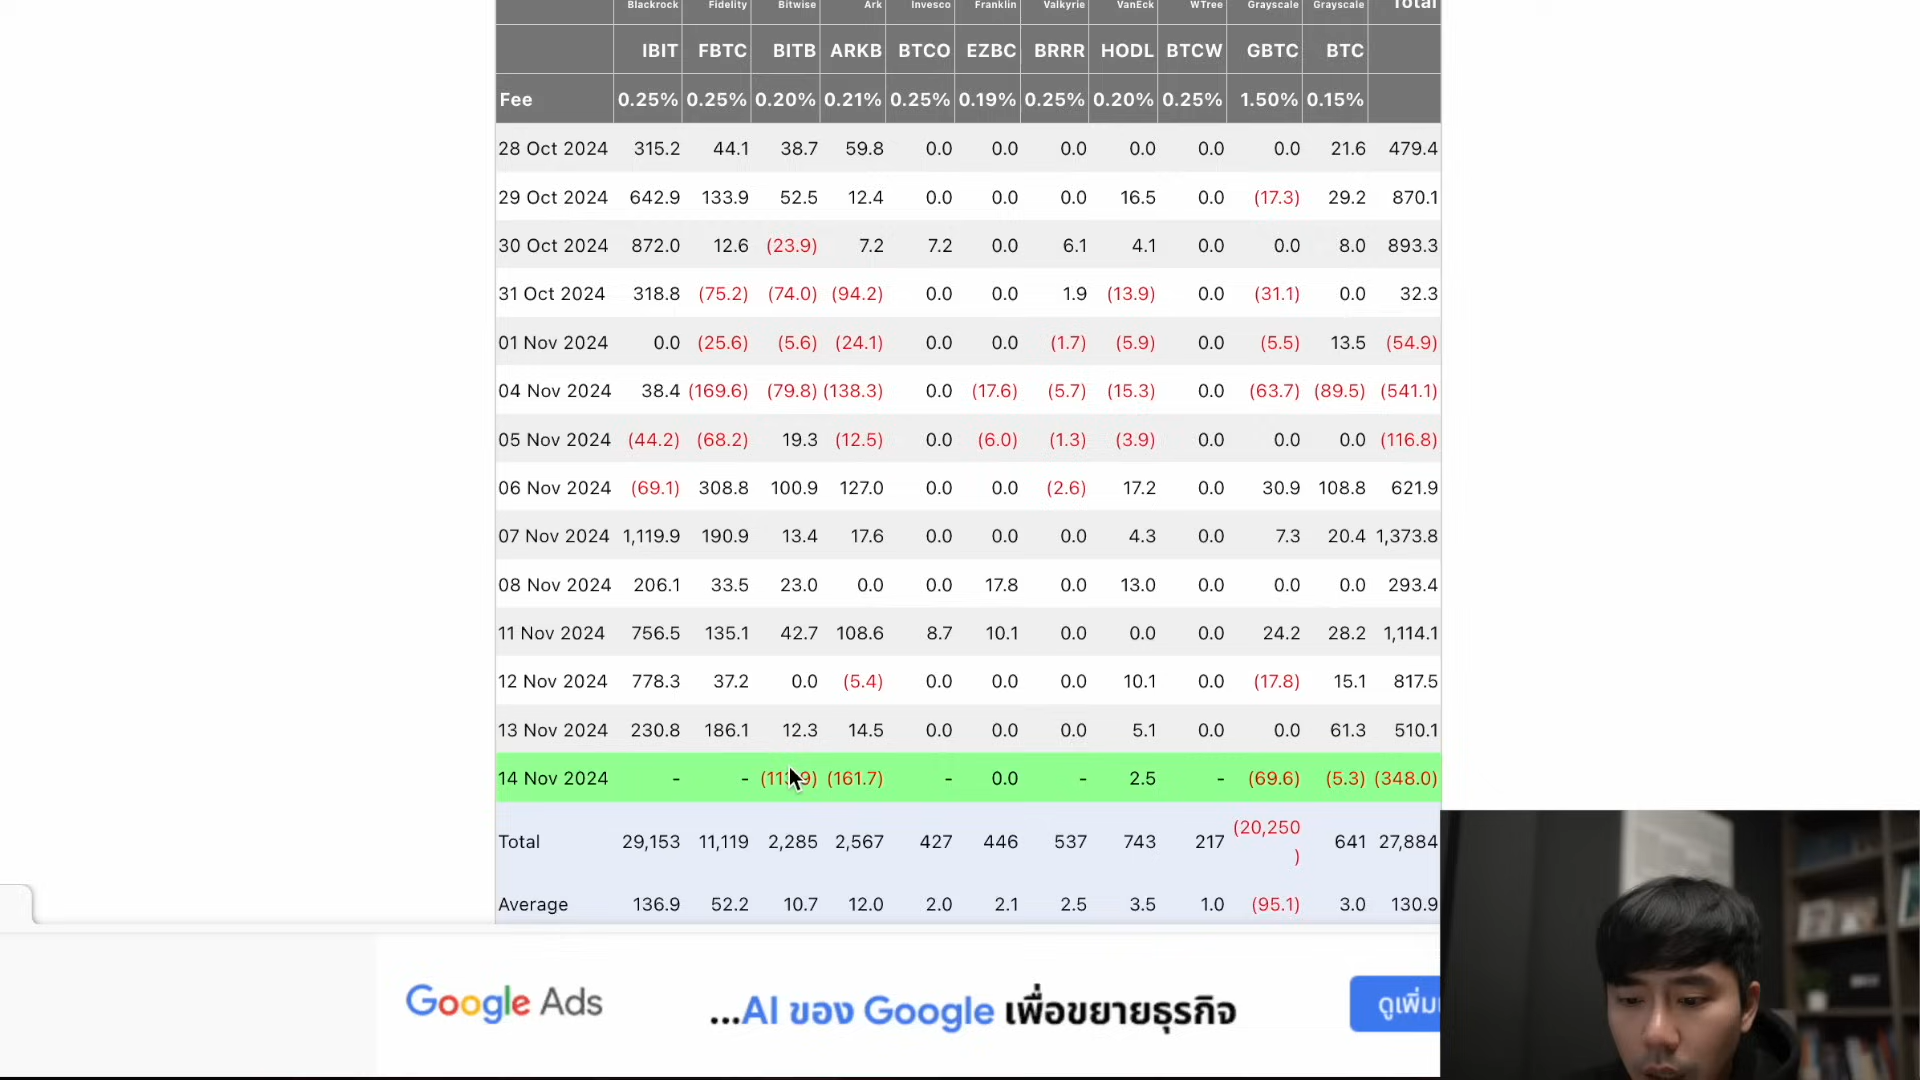 Blackrock Fidelity Bitwise Ark Invesco Franklin Valkyrie VanEck WTree Grayscale Grayscale Total
IBIT FBTC BITB ARKB BTCO EZBC BRRR HODL BTCW GBTC BTC
Fee 0.25% 0.25% 0.20% 0.21% 0.25% 0.19% 0.25% 0.20% 0.25% 1.50% 0.15%
28 Oct 2024 315.2 44.1 38.7 59.8 0.0 0.0 0.0 0.0 0.0 0.0 21.6 479.4
29 Oct 2024 642.9 133.9 52.5 12.4 0.0 0.0 0.0 16.5 0.0 (17.3) 29.2 870.1
30 Oct 2024 872.0 12.6 (23.9) 7.2 7.2 0.0 6.1 4.1 0.0 0.0 8.0 893.3
31 Oct 2024 318.8 (75.2) (74.0) (94.2) 0.0 0.0 1.9 (13.9) 0.0 (31.1) 0.0 32.3
01 Nov 2024 0.0 (25.6) (5.6) (24.1) 0.0 0.0 (1.7) (5.9) 0.0 (5.5) 13.5 (54.9)
04 Nov 2024 38.4 (169.6) (79.8) (138.3) 0.0 (17.6) (5.7) (15.3) 0.0 (63.7) (89.5) (541.1)
05 Nov 2024 (44.2) (68.2) 19.3 (12.5) 0.0 (6.0) (1.3) (3.9) 0.0 0.0 0.0 (116.8)
06 Nov 2024 (69.1) 308.8 100.9 127.0 0.0 0.0 (2.6) 17.2 0.0 30.9 108.8 621.9
07 Nov 2024 1,119.9 190.9 13.4 17.6 0.0 0.0 0.0 4.3 0.0 7.3 20.4 1,373.8
08 Nov 2024 206.1 33.5 23.0 0.0 0.0 17.8 0.0 13.0 0.0 0.0 0.0 293.4
11 Nov 2024 756.5 135.1 42.7 108.6 8.7 10.1 0.0 0.0 0.0 24.2 28.2 1,114.1
12 Nov 2024 778.3 37.2 0.0 (5.4) 0.0 0.0 0.0 10.1 0.0 (17.8) 15.1 817.5
13 Nov 2024 230.8 186.1 12.3 14.5 0.0 0.0 0.0 5.1 0.0 0.0 61.3 510.1
14 Nov 2024 - - (161.7) - 0.0 - 2.5 - (69.6) (5.3) (348.0)
Total 29,153 11,119 2,285 2,567 427 446 537 743 217 (20,250) 641 27,884
Average 136.9 52.2 10.7 12.0 2.0 2.1 2.5 3.5 1.0 (95.1) 3.0 130.9
Google Ads
...AI ของ Google เพื่อขยายธุรกิจ